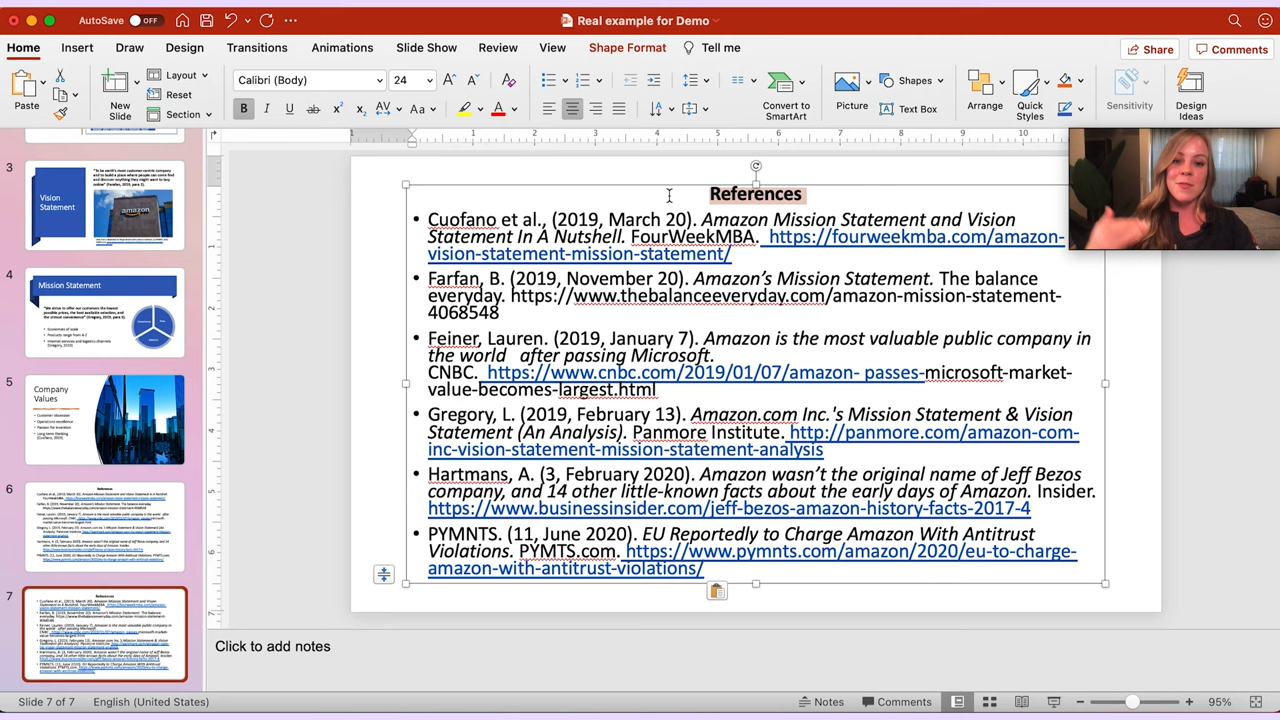 AutoSave OFF
Real example for Demo
Home Insert Draw Design Transitions Animations Slide Show Review View Shape Format Tell me Share Comments
Paste
New
Slide
Layout
Reset
Section
Calibri (Body) 24
B I U ab x² x₂ AV Aa
Convert to
SmartArt
Picture
Shapes
Text Box
Arrange
Quick
Styles
Sensitivity
Design
Ideas
3
Vision
Statement
amazon
4
Mission Statement
5
Company
Values
6
References
7
References
References
• Cuofano et al., (2019, March 20). Amazon Mission Statement and Vision
Statement In A Nutshell. FourWeekMBA. https://fourweekmba.com/amazon-
vision-statement-mission-statement/
• Farfan, B. (2019, November 20). Amazon’s Mission Statement. The balance
everyday. https://www.thebalanceeveryday.com/amazon-mission-statement-
4068548
• Feiner, Lauren. (2019, January 7). Amazon is the most valuable public company in
the world after passing Microsoft.
CNBC. https://www.cnbc.com/2019/01/07/amazon- passes-microsoft-market-
value-becomes-largest.html
• Gregory, L. (2019, February 13). Amazon.com Inc.'s Mission Statement & Vision
Statement (An Analysis). Panmore Institute. http://panmore.com/amazon-com-
inc-vision-statement-mission-statement-analysis
• Hartmans, A. (3, Feburary 2020). Amazon wasn’t the original name of Jeff Bezos
company, and 14 other little-known facts about the early days of Amazon. Insider.
https://www.businessinsider.com/jeff-bezos-amazon-history-facts-2017-4
• PYMNTS. (11, June 2020). EU Reportedly to Charge Amazon With Antitrust
Violations. PYMTS.com. https://www.pymnts.com/amazon/2020/eu-to-charge-
amazon-with-antitrust-violations/
Click to add notes
Slide 7 of 7 English (United States) Notes Comments 95%